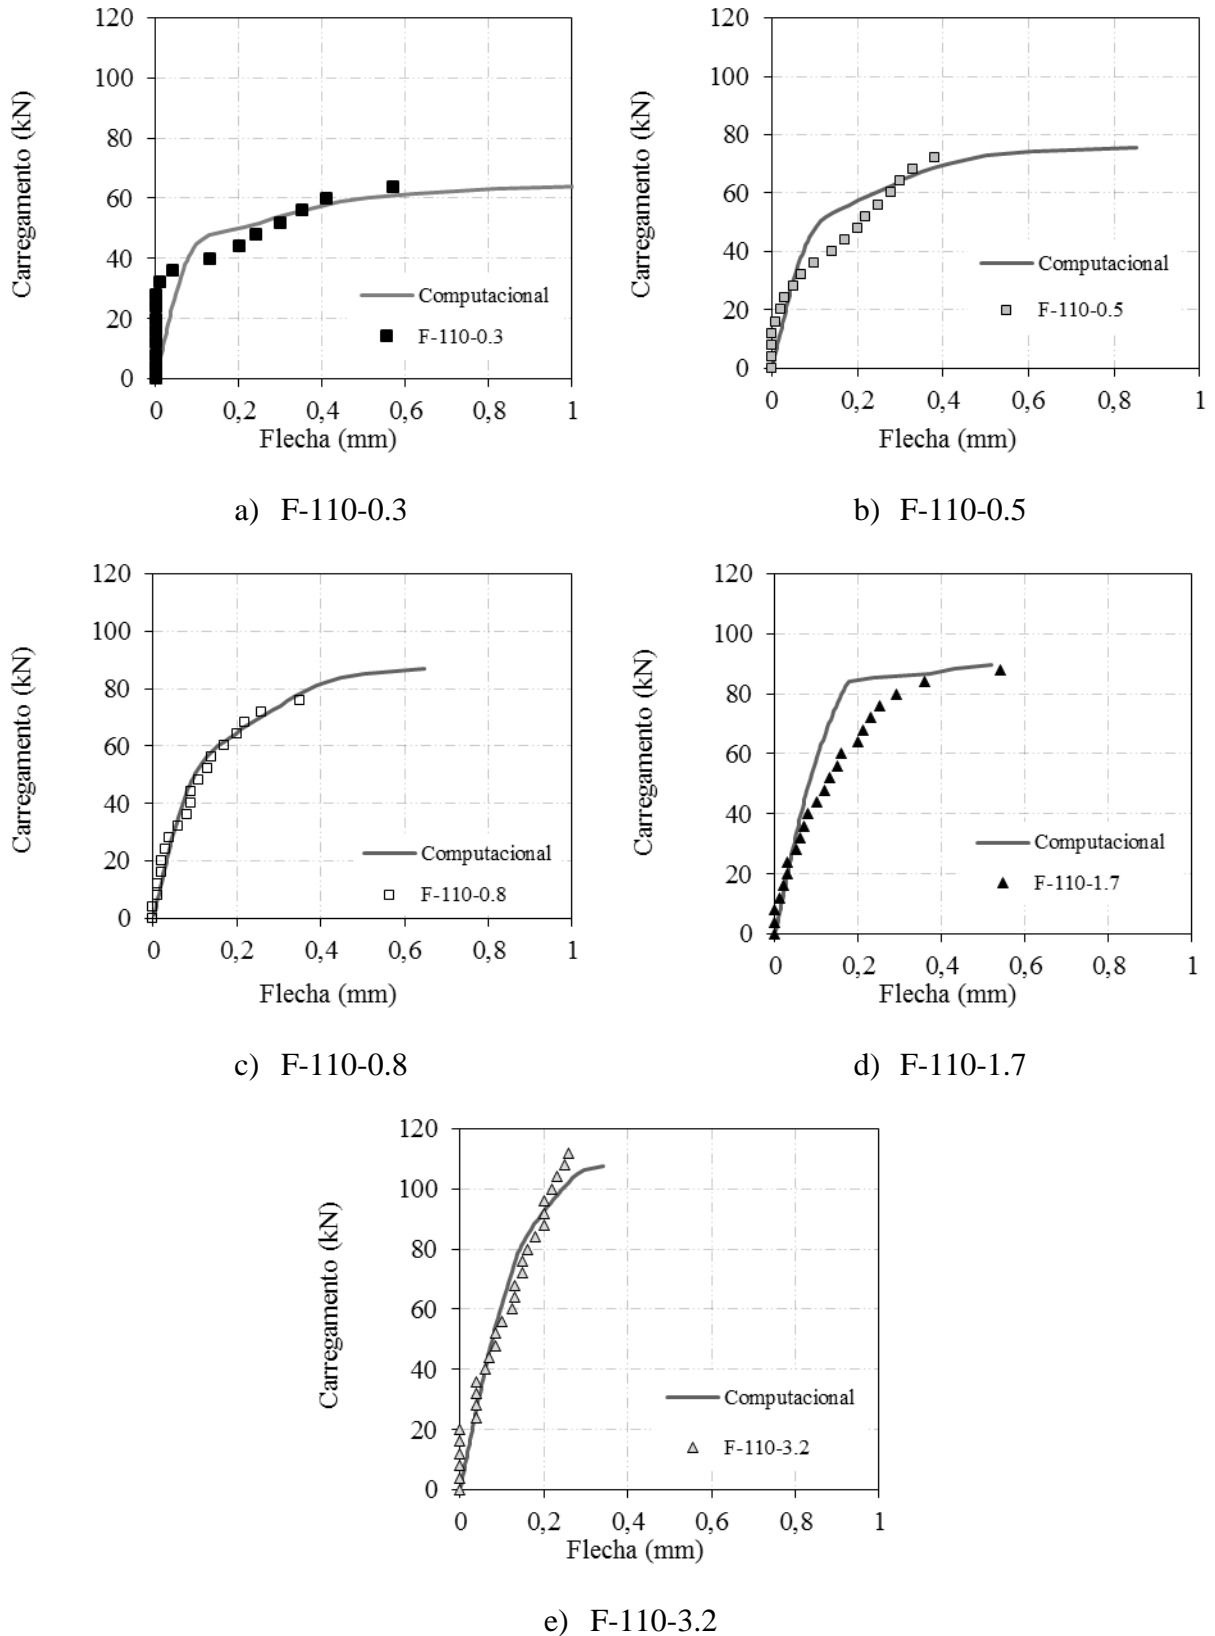 120
100
80
60
40
20
0
Carregamento (kN)
0 0,2 0,4 0,6 0,8 1
Flecha (mm)
Computacional
F-110-0.3
a) F-110-0.3
120
100
80
60
40
20
0
Carregamento (kN)
0 0,2 0,4 0,6 0,8 1
Flecha (mm)
Computacional
F-110-0.5
b) F-110-0.5
120
100
80
60
40
20
0
Carregamento (kN)
0 0,2 0,4 0,6 0,8 1
Flecha (mm)
Computacional
F-110-0.8
c) F-110-0.8
120
100
80
60
40
20
0
Carregamento (kN)
0 0,2 0,4 0,6 0,8 1
Flecha (mm)
Computacional
F-110-1.7
d) F-110-1.7
120
100
80
60
40
20
0
Carregamento (kN)
0 0,2 0,4 0,6 0,8 1
Flecha (mm)
Computacional
F-110-3.2
e) F-110-3.2